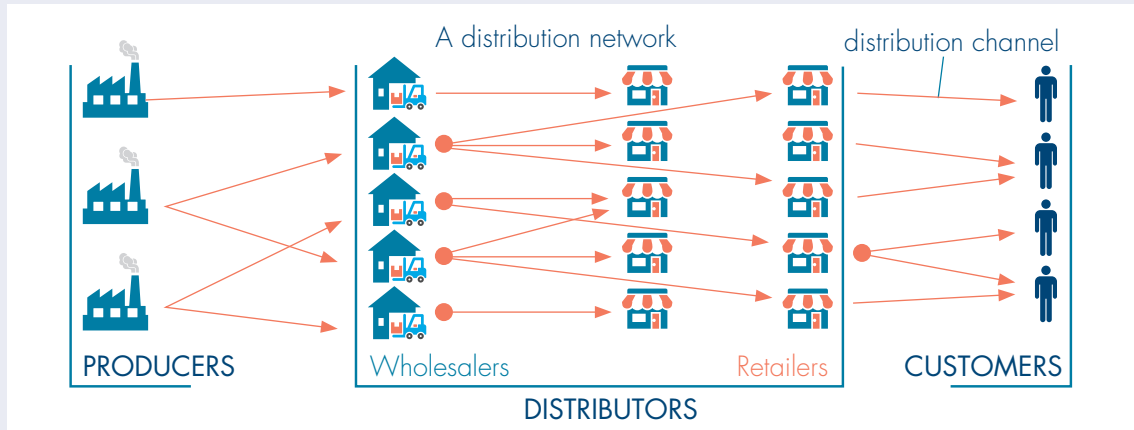 A distribution network
distribution channel
PRODUCERS
Wholesalers
Retailers
CUSTOMERS
DISTRIBUTORS